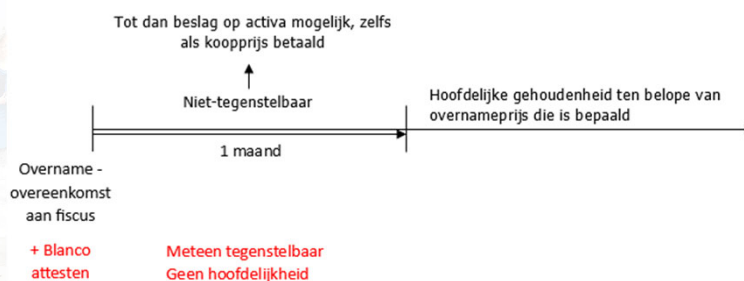 Tot dan beslag op activa mogelijk, zelfs
als koopprijs betaald
Niet-tegenstelbaar
Hoofdelijke gehoudenheid ten belope van
overnameprijs die is bepaald
1 maand
Overname -
overeenkomst
aan fiscus
+ Blanco
attesten
Meteen tegenstelbaar
Geen hoofdelijkheid